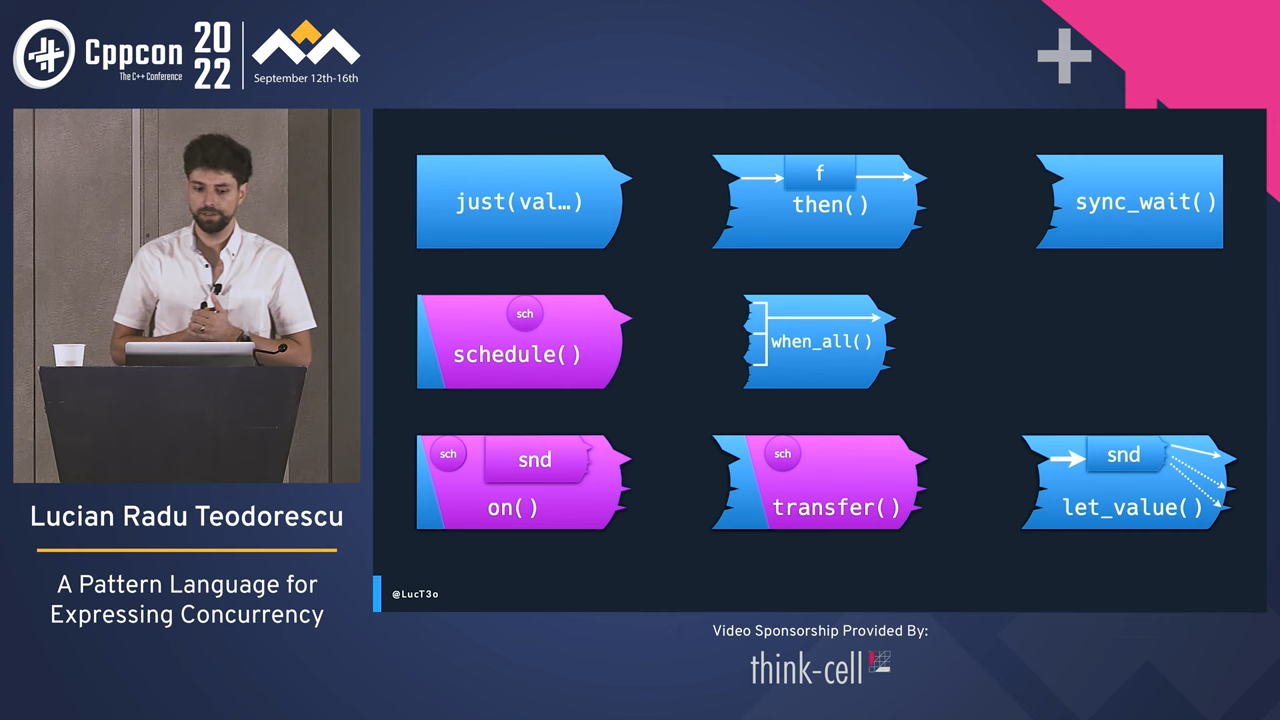 Cppcon
The C++ Conference
20
22
September 12th-16th
just(val…)
f
then()
sync_wait()
sch
schedule()
when_all()
sch
snd
on()
sch
transfer()
snd
let_value()
@LucT3o
Lucian Radu Teodorescu
A Pattern Language for
Expressing Concurrency
Video Sponsorship Provided By:
think-cell